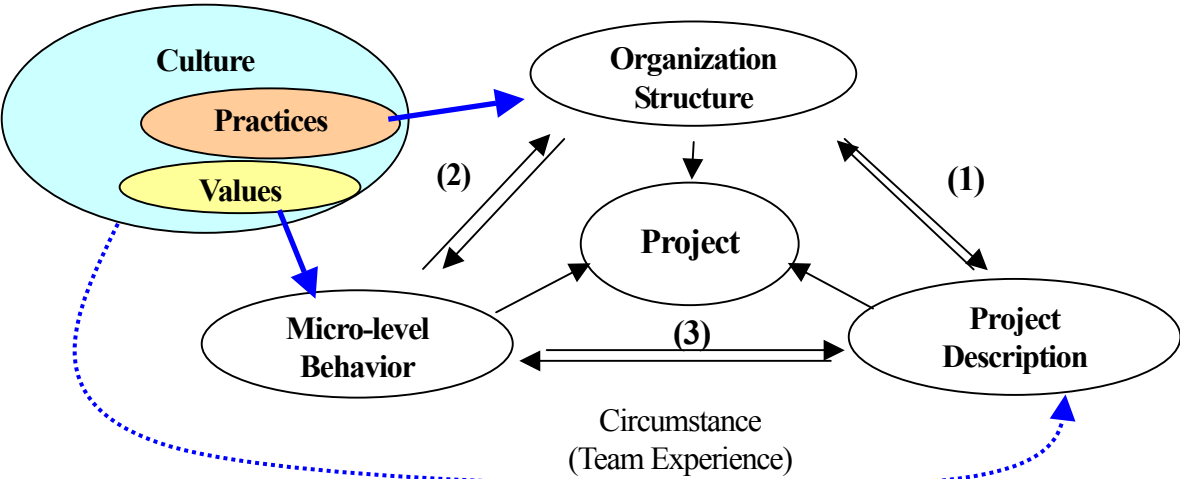 Culture
Practices
Values
Organization
Structure
(2)
(1)
Project
Micro-level
Behavior
(3)
Project
Description
Circumstance
(Team Experience)